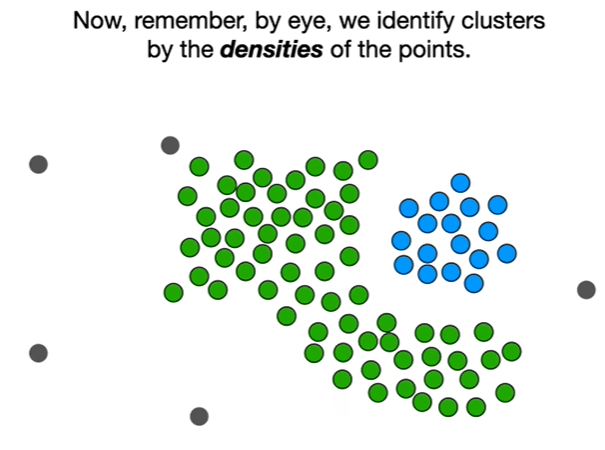 Now, remember, by eye, we identify clusters
by the densities of the points.